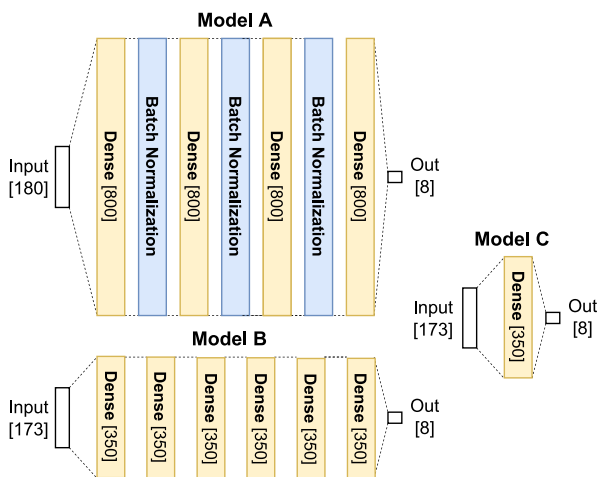 Model A
Input
[180]
Dense [800]
Batch Normalization
Dense [800]
Batch Normalization
Dense [800]
Batch Normalization
Dense [800]
Out
[8]
Model B
Input
[173]
Dense [350]
Dense [350]
Dense [350]
Dense [350]
Dense [350]
Dense [350]
Out
[8]
Model C
Input
[173]
Dense [350]
Out
[8]